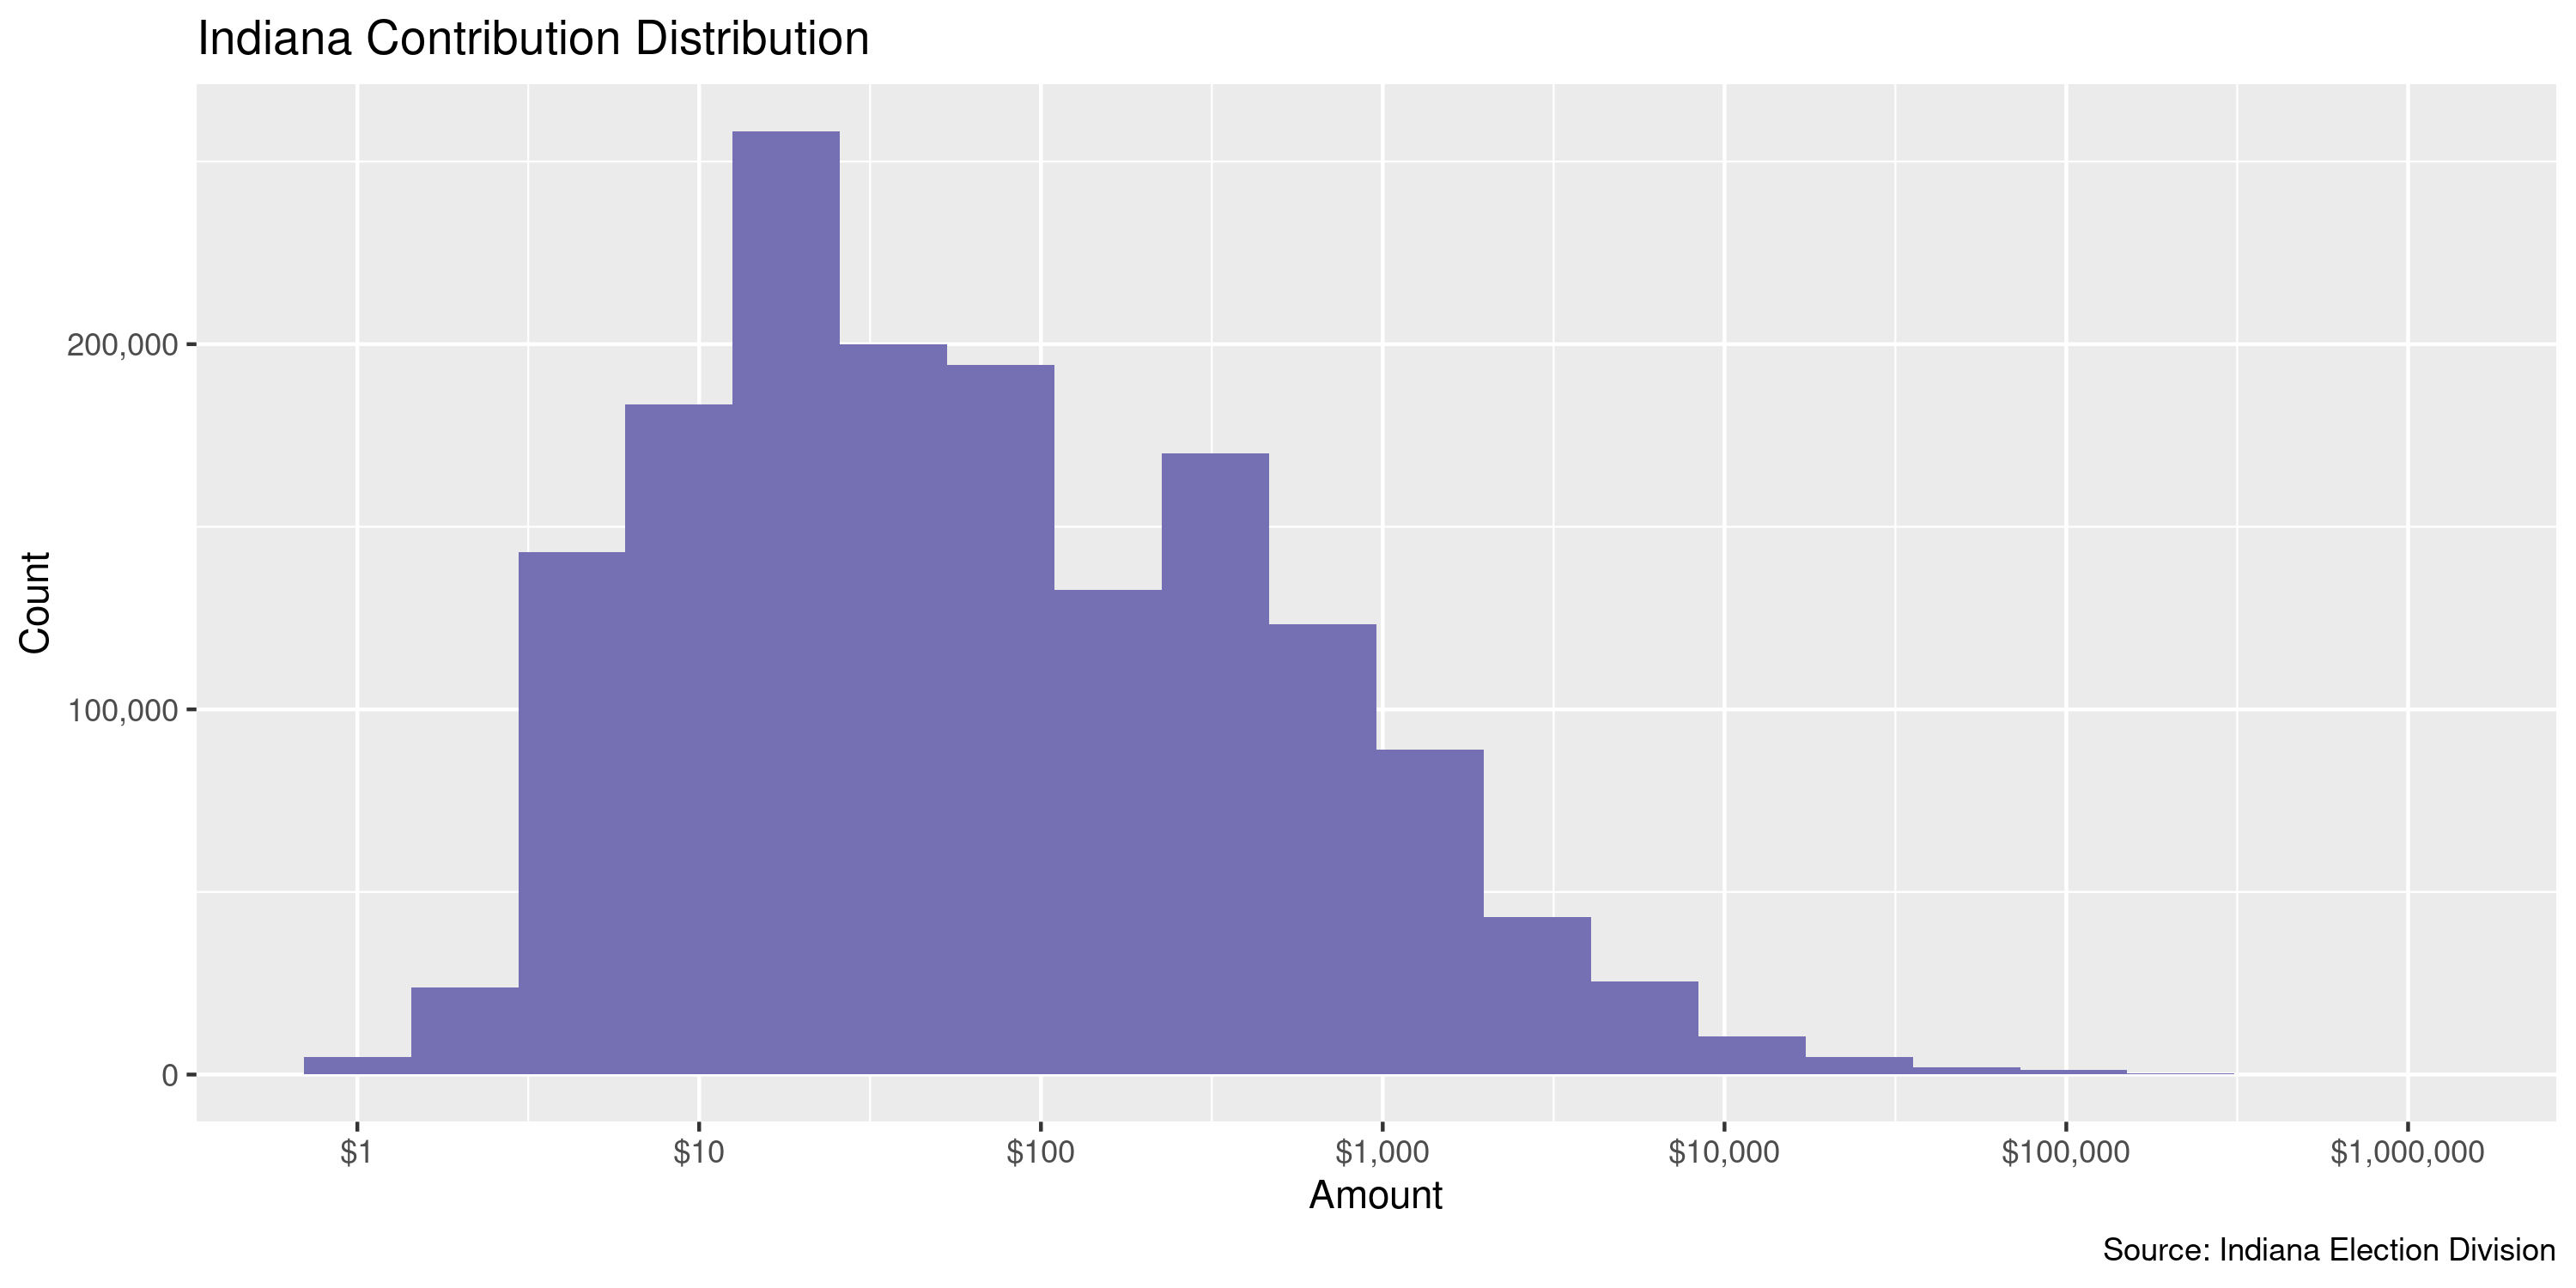 Indiana Contribution Distribution
200,000
100,000
0
Count
$1
$10
$100
$1,000
$10,000
$100,000
$1,000,000
Amount
Source: Indiana Election Division